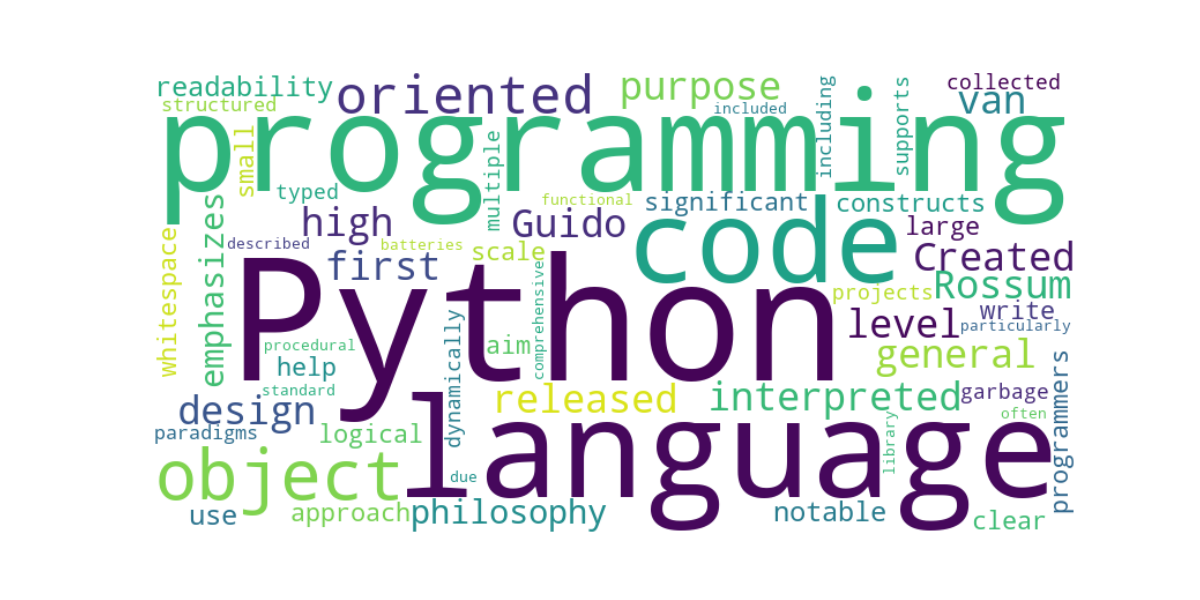 readability
oriented
purpose
collected
structured
included
including
supports
van
programming
small
typed
multiple
functional
significant
constructs
high
Guido
code
large
described
batteries
scale
Created
whitespace
emphasizes
first
Python
comprehensive
projects
Rossum
write
level
particularly
procedural
aim
dynamically
help
general
standard
released
interpreted
garbage
programmers
design
often
paradigms
logical
language
library
object
due
use
approach
philosophy
notable
clear